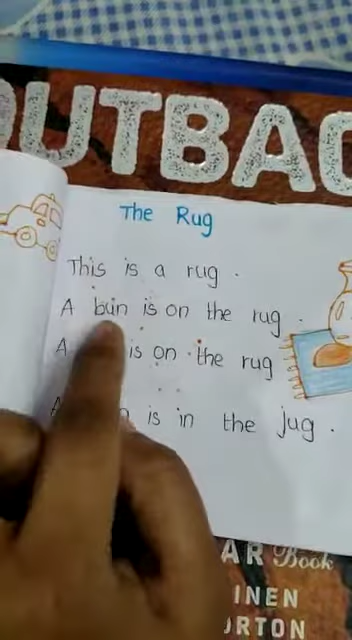 OUTBAC
The Rug
This is a rug .
A bun is on the rug .
A is on the rug
is in the jug .
AR Book
INEN
RTON